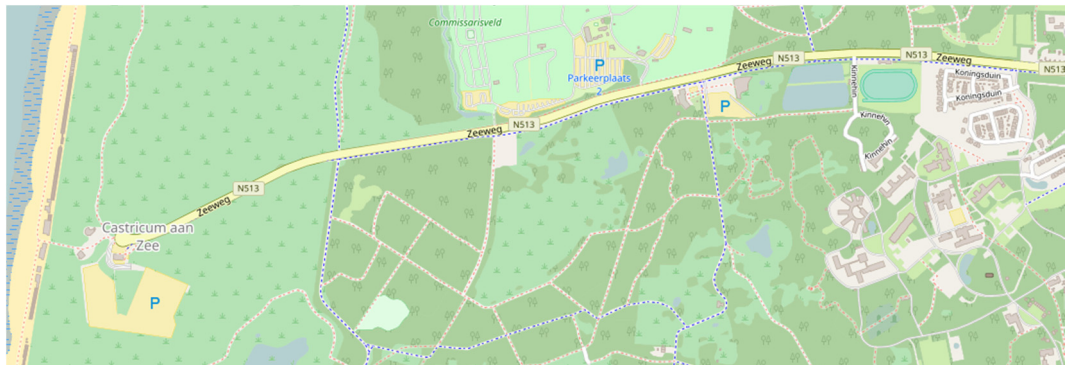 Commissarisveld
P
Parkeerplaats
2
N513
Zeeweg
N513
Zeeweg
N513
Kinnehin
Koningsduin
Koningsduin
P
N513
Zeeweg
Kinnehin
Kinnehin
N513
Zeeweg
Castricum aan
Zee
P